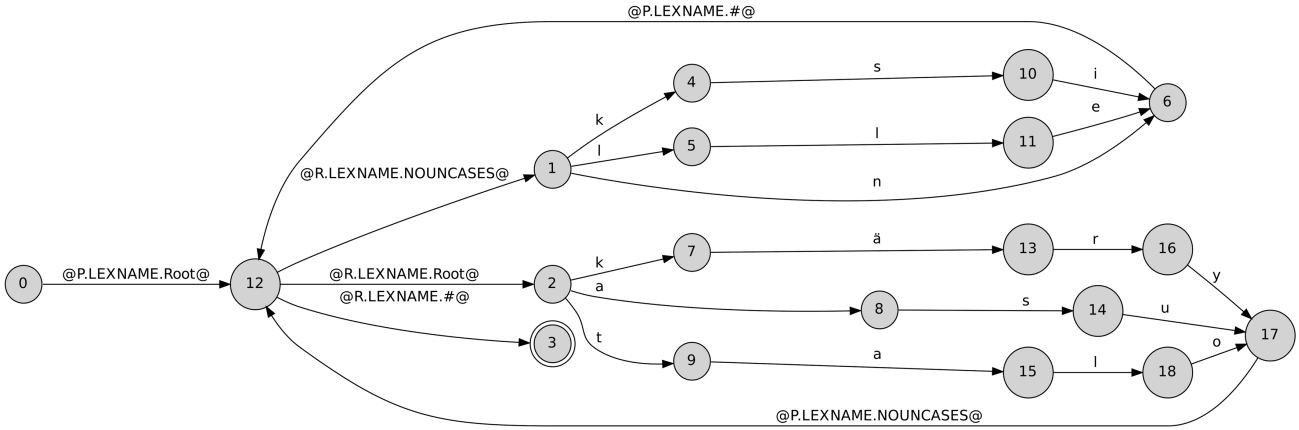 @P.LEXNAME.#@
s
10
i
4
6
k
e
@R.LEXNAME.NOUNCASES@
l
5
l
11
1
n
k
7
ä
13
r
16
y
0
@P.LEXNAME.Root@
12
@R.LEXNAME.Root@
2
a
8
s
14
u
17
@R.LEXNAME.#@
3
t
9
a
15
l
18
o
@P.LEXNAME.NOUNCASES@